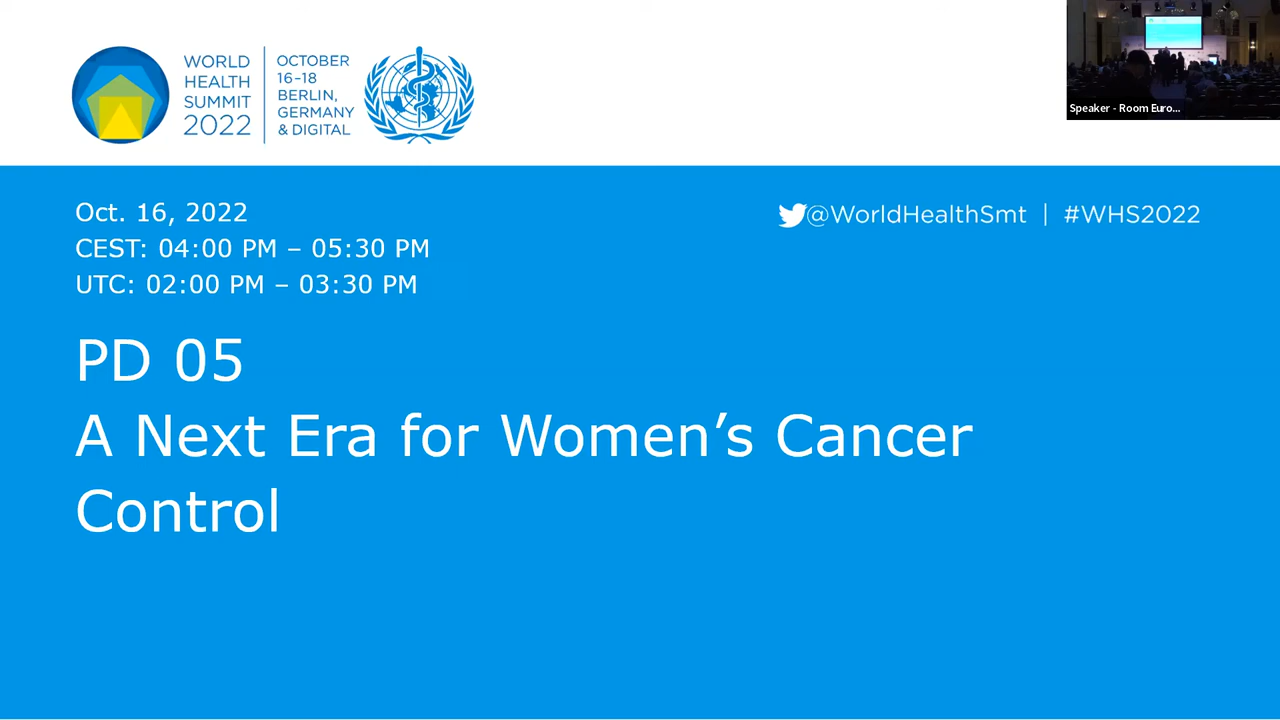 WORLD
HEALTH
SUMMIT
2022
OCTOBER
16-18
BERLIN,
GERMANY
& DIGITAL
Speaker - Room Euro...
Oct. 16, 2022
CEST: 04:00 PM – 05:30 PM
UTC: 02:00 PM – 03:30 PM
@WorldHealthSmt | #WHS2022
PD 05
A Next Era for Women’s Cancer
Control